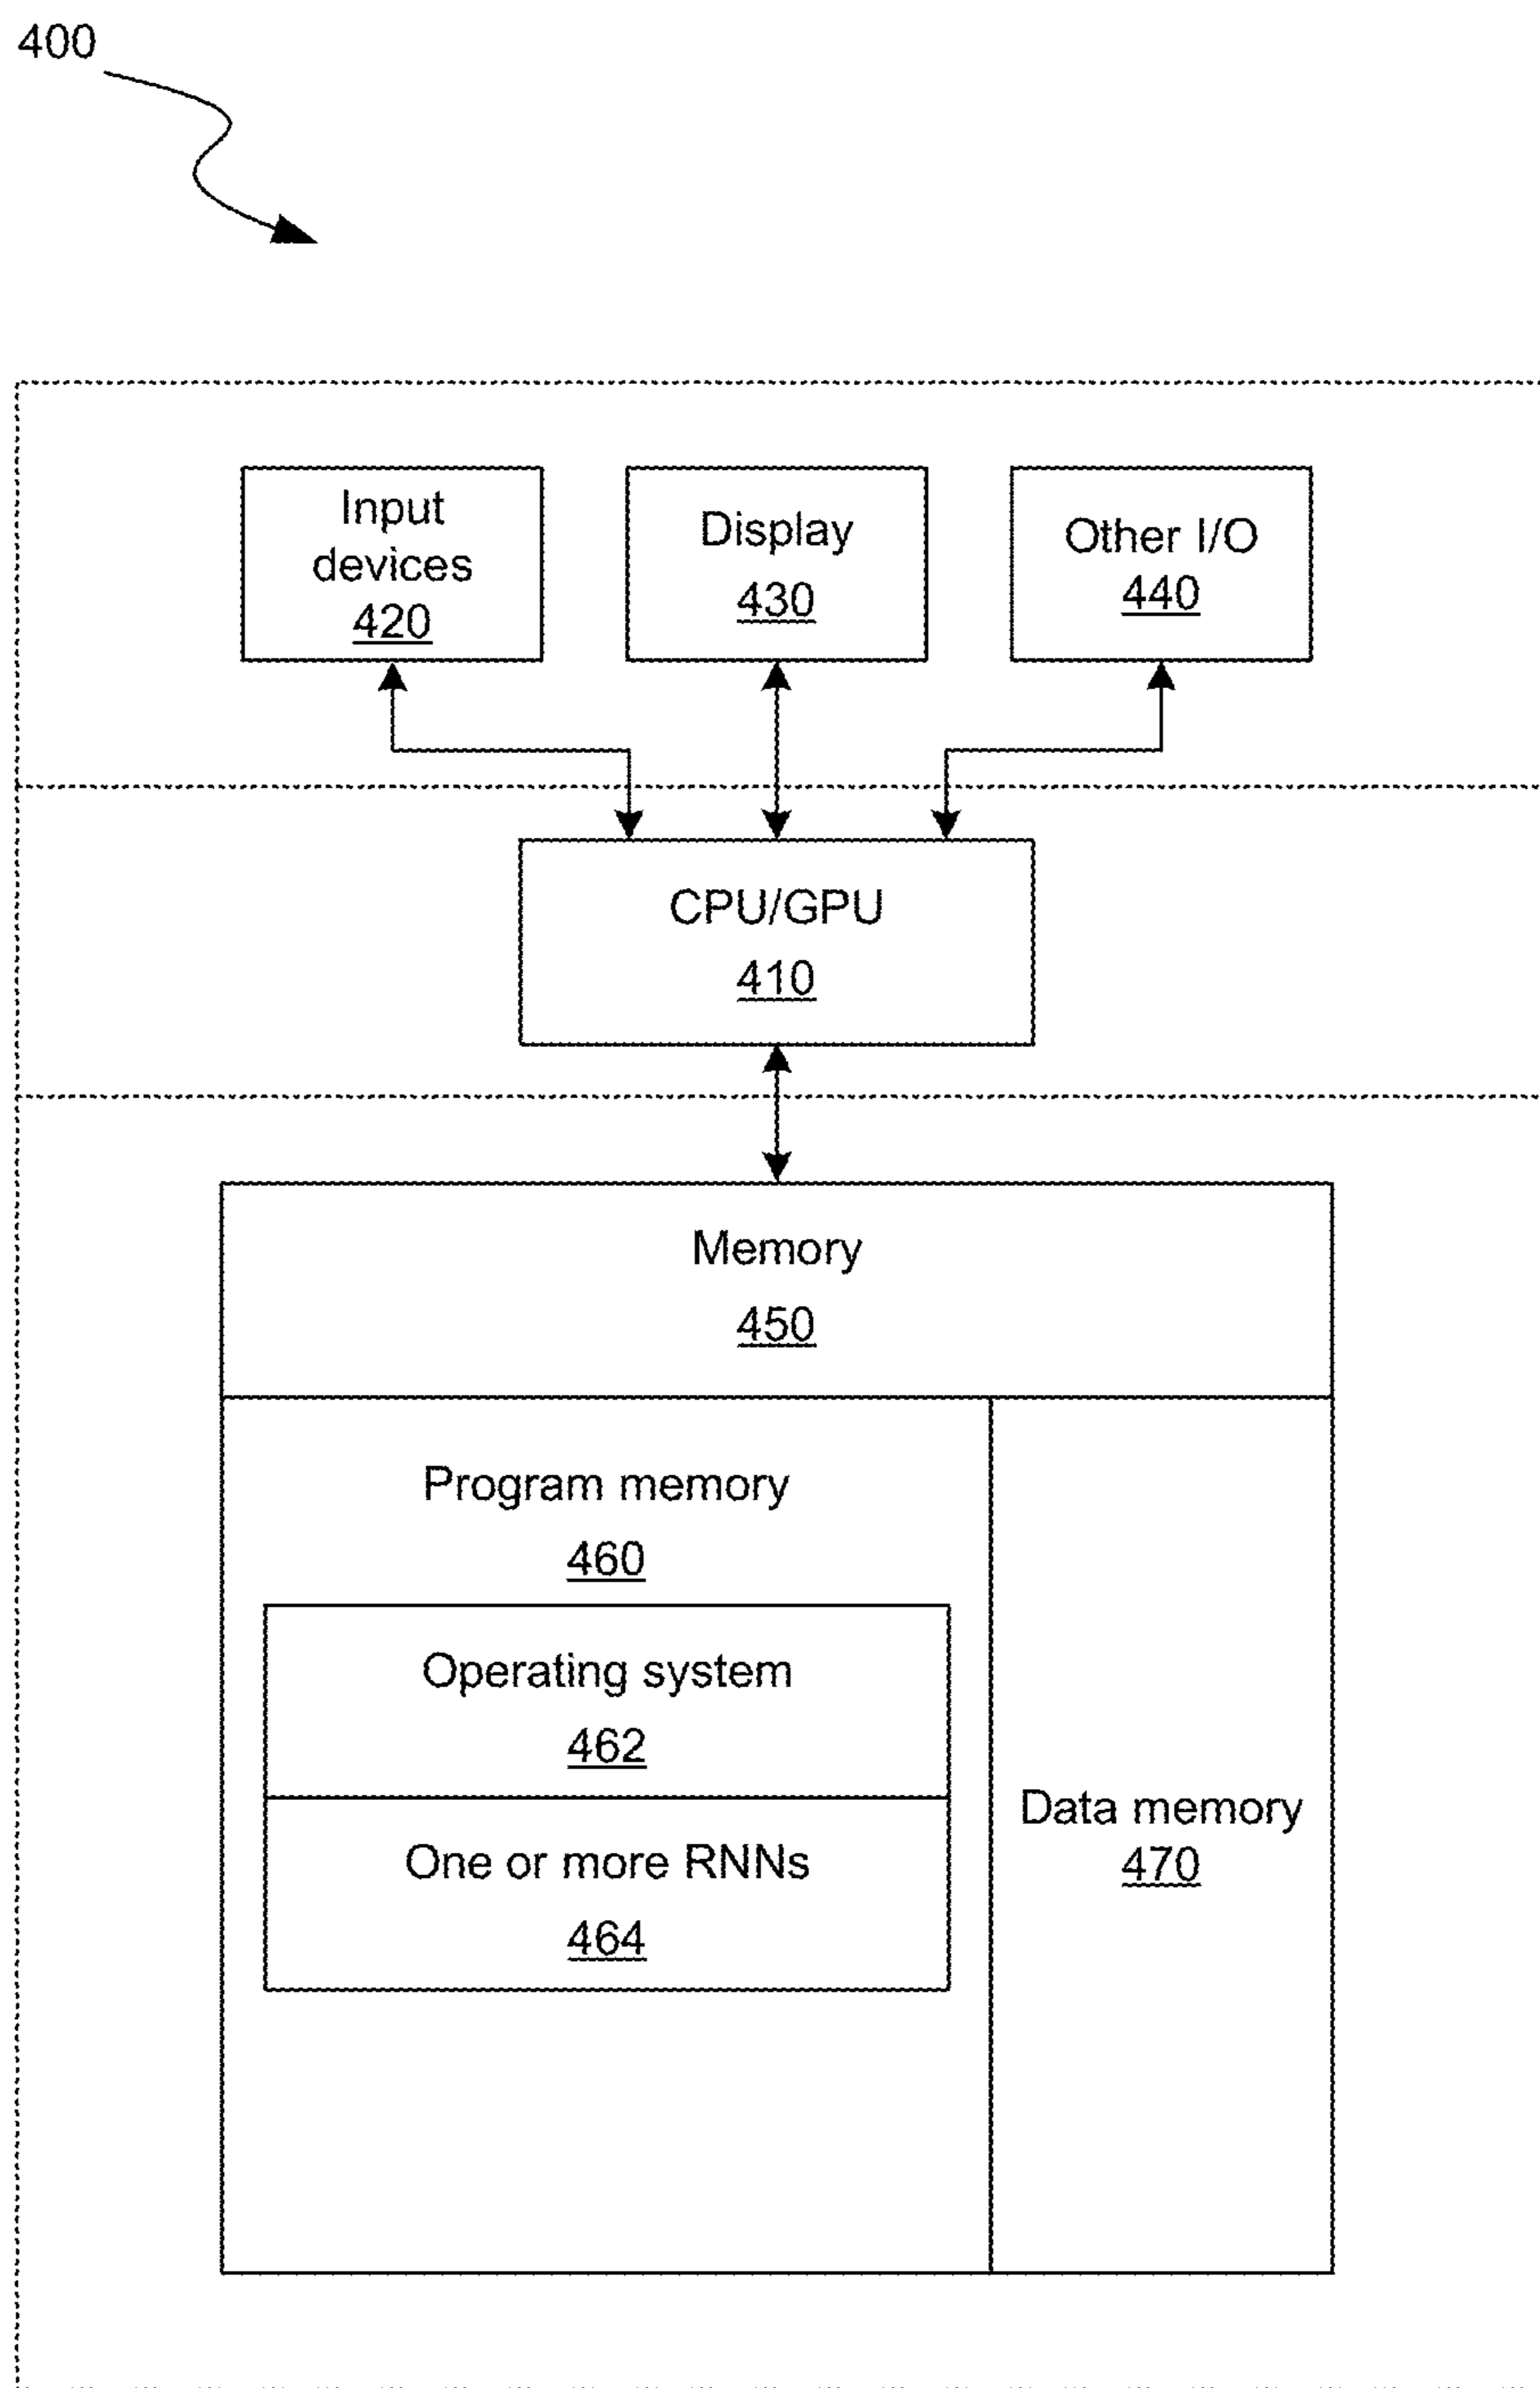 400
Input
devices
420
Display
430
Other I/O
440
CPU/GPU
410
Memory
450
Program memory
460
Operating system
462
One or more RNNs
464
Data memory
470